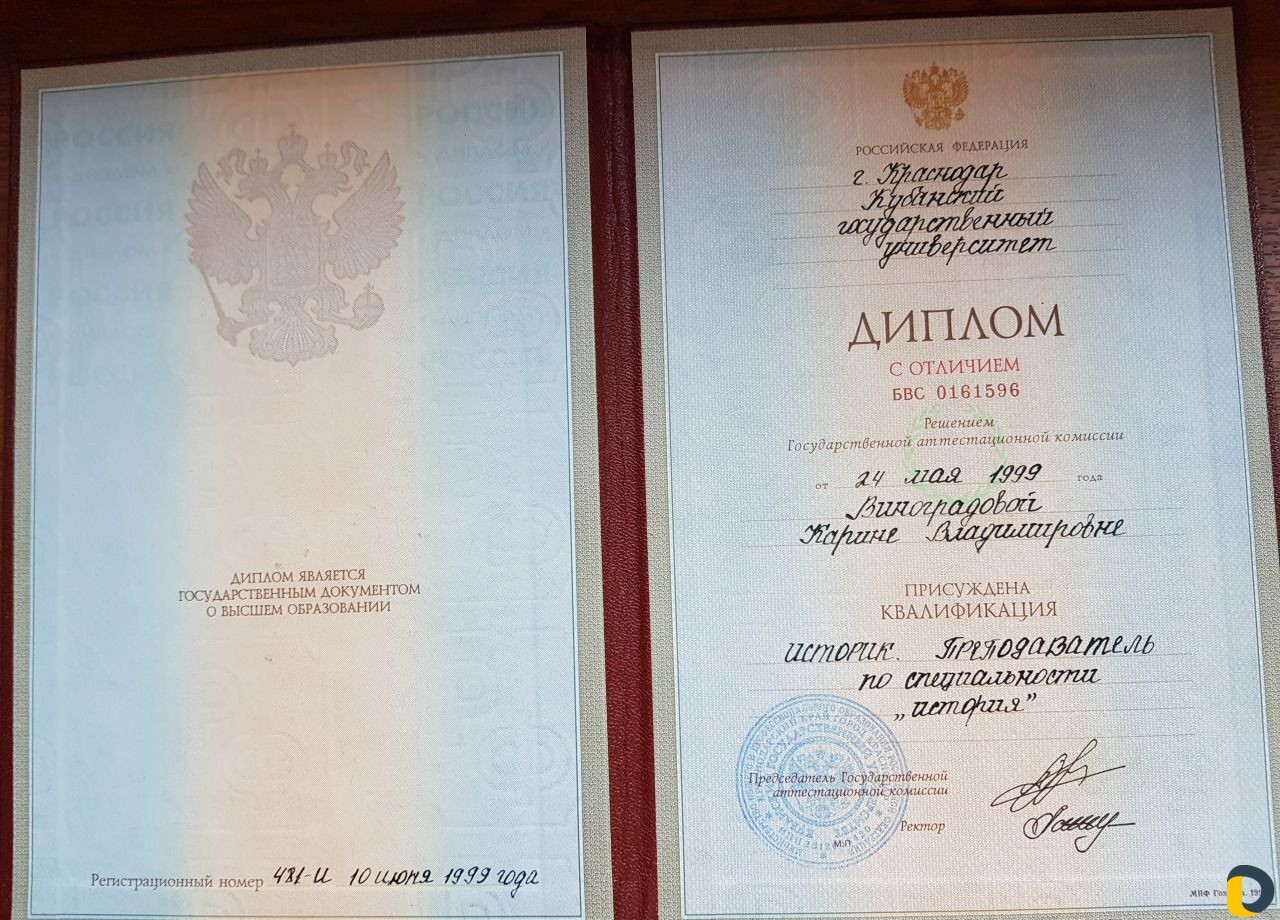 ДИПЛОМ ЯВЛЯЕТСЯ
ГОСУДАРСТВЕННЫМ ДОКУМЕНТОМ
О ВЫСШЕМ ОБРАЗОВАНИИ
Регистрационный номер 481-И 10 июня 1999 года
РОССИЙСКАЯ ФЕДЕРАЦИЯ
г. Краснодар
Кубанский
государственный
университет
ДИПЛОМ
С ОТЛИЧИЕМ
БВС 0161596
Решением
Государственной аттестационной комиссии
от 24 мая 1999 года
Виноградовой
Карине Владимировне
ПРИСУЖДЕНА
КВАЛИФИКАЦИЯ
историк. Преподаватель
по специальности
„история”
Председатель Государственной
аттестационной комиссии
Ректор
М.П.
МПФ